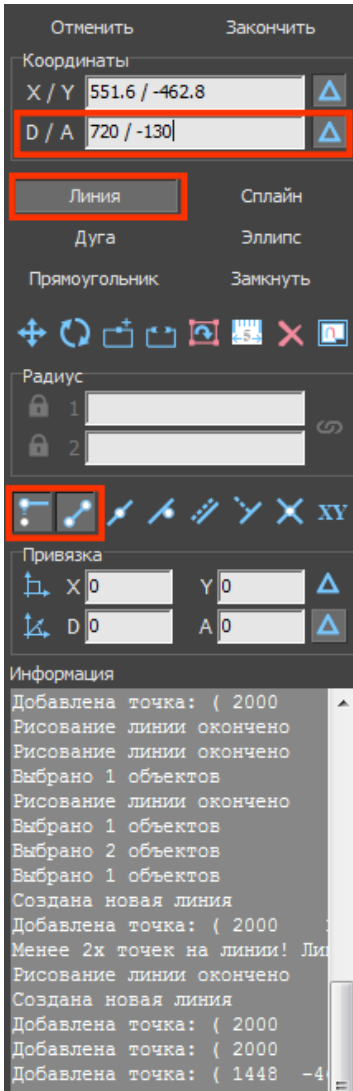 Отменить Закончить
Координаты
X / Y 551.6 / -462.8
D / A 720 / -130
Линия Сплайн
Дуга Эллипс
Прямоугольник Замкнуть
5
Радиус
1
2
XY
Привязка
X 0 Y 0
D 0 A 0
Информация
Добавлена точка: ( 2000
Рисование линии окончено
Рисование линии окончено
Выбрано 1 объектов
Рисование линии окончено
Выбрано 1 объектов
Выбрано 2 объектов
Выбрано 1 объектов
Создана новая линия
Добавлена точка: ( 2000
Менее 2х точек на линии!
Рисование линии окончено
Создана новая линия
Добавлена точка: ( 2000
Добавлена точка: ( 2000
Добавлена точка: ( 1448